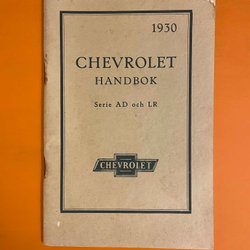 1930
CHEVROLET
HANDBOK
Serie AD och LR
CHEVROLET